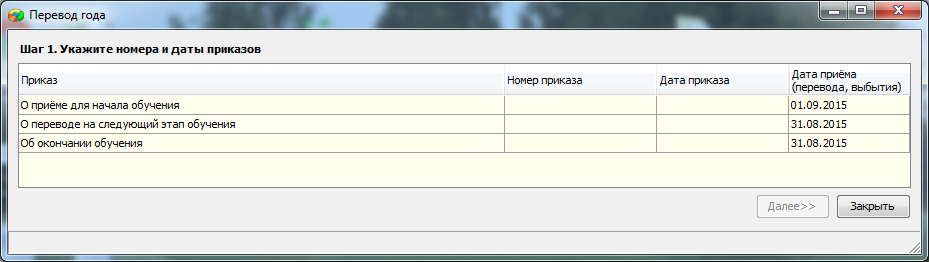 Перевод года
Шаг 1. Укажите номера и даты приказов
Приказ Номер приказа Дата приказа Дата приёма
(перевода, выбытия)
О приёме для начала обучения 01.09.2015
О переводе на следующий этап обучения 31.08.2015
Об окончании обучения 31.08.2015
Далее>> Закрыть